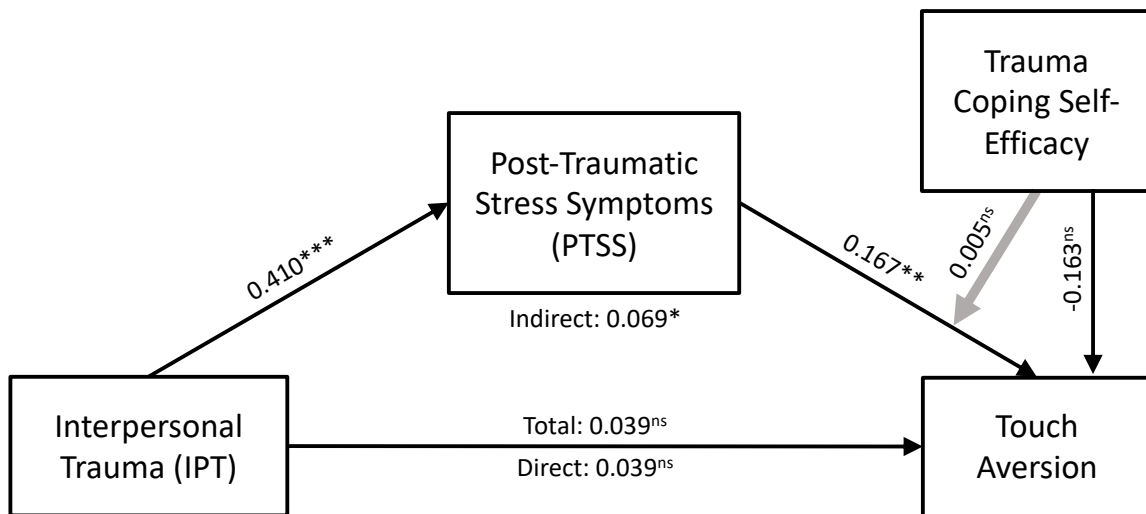 Trauma
Coping Self-
Efficacy
Post-Traumatic
Stress Symptoms
(PTSS)
0.410***
0.167**
0.005ns
-0.163ns
Indirect: 0.069*
Interpersonal
Trauma (IPT)
Total: 0.039ns
Direct: 0.039ns
Touch
Aversion